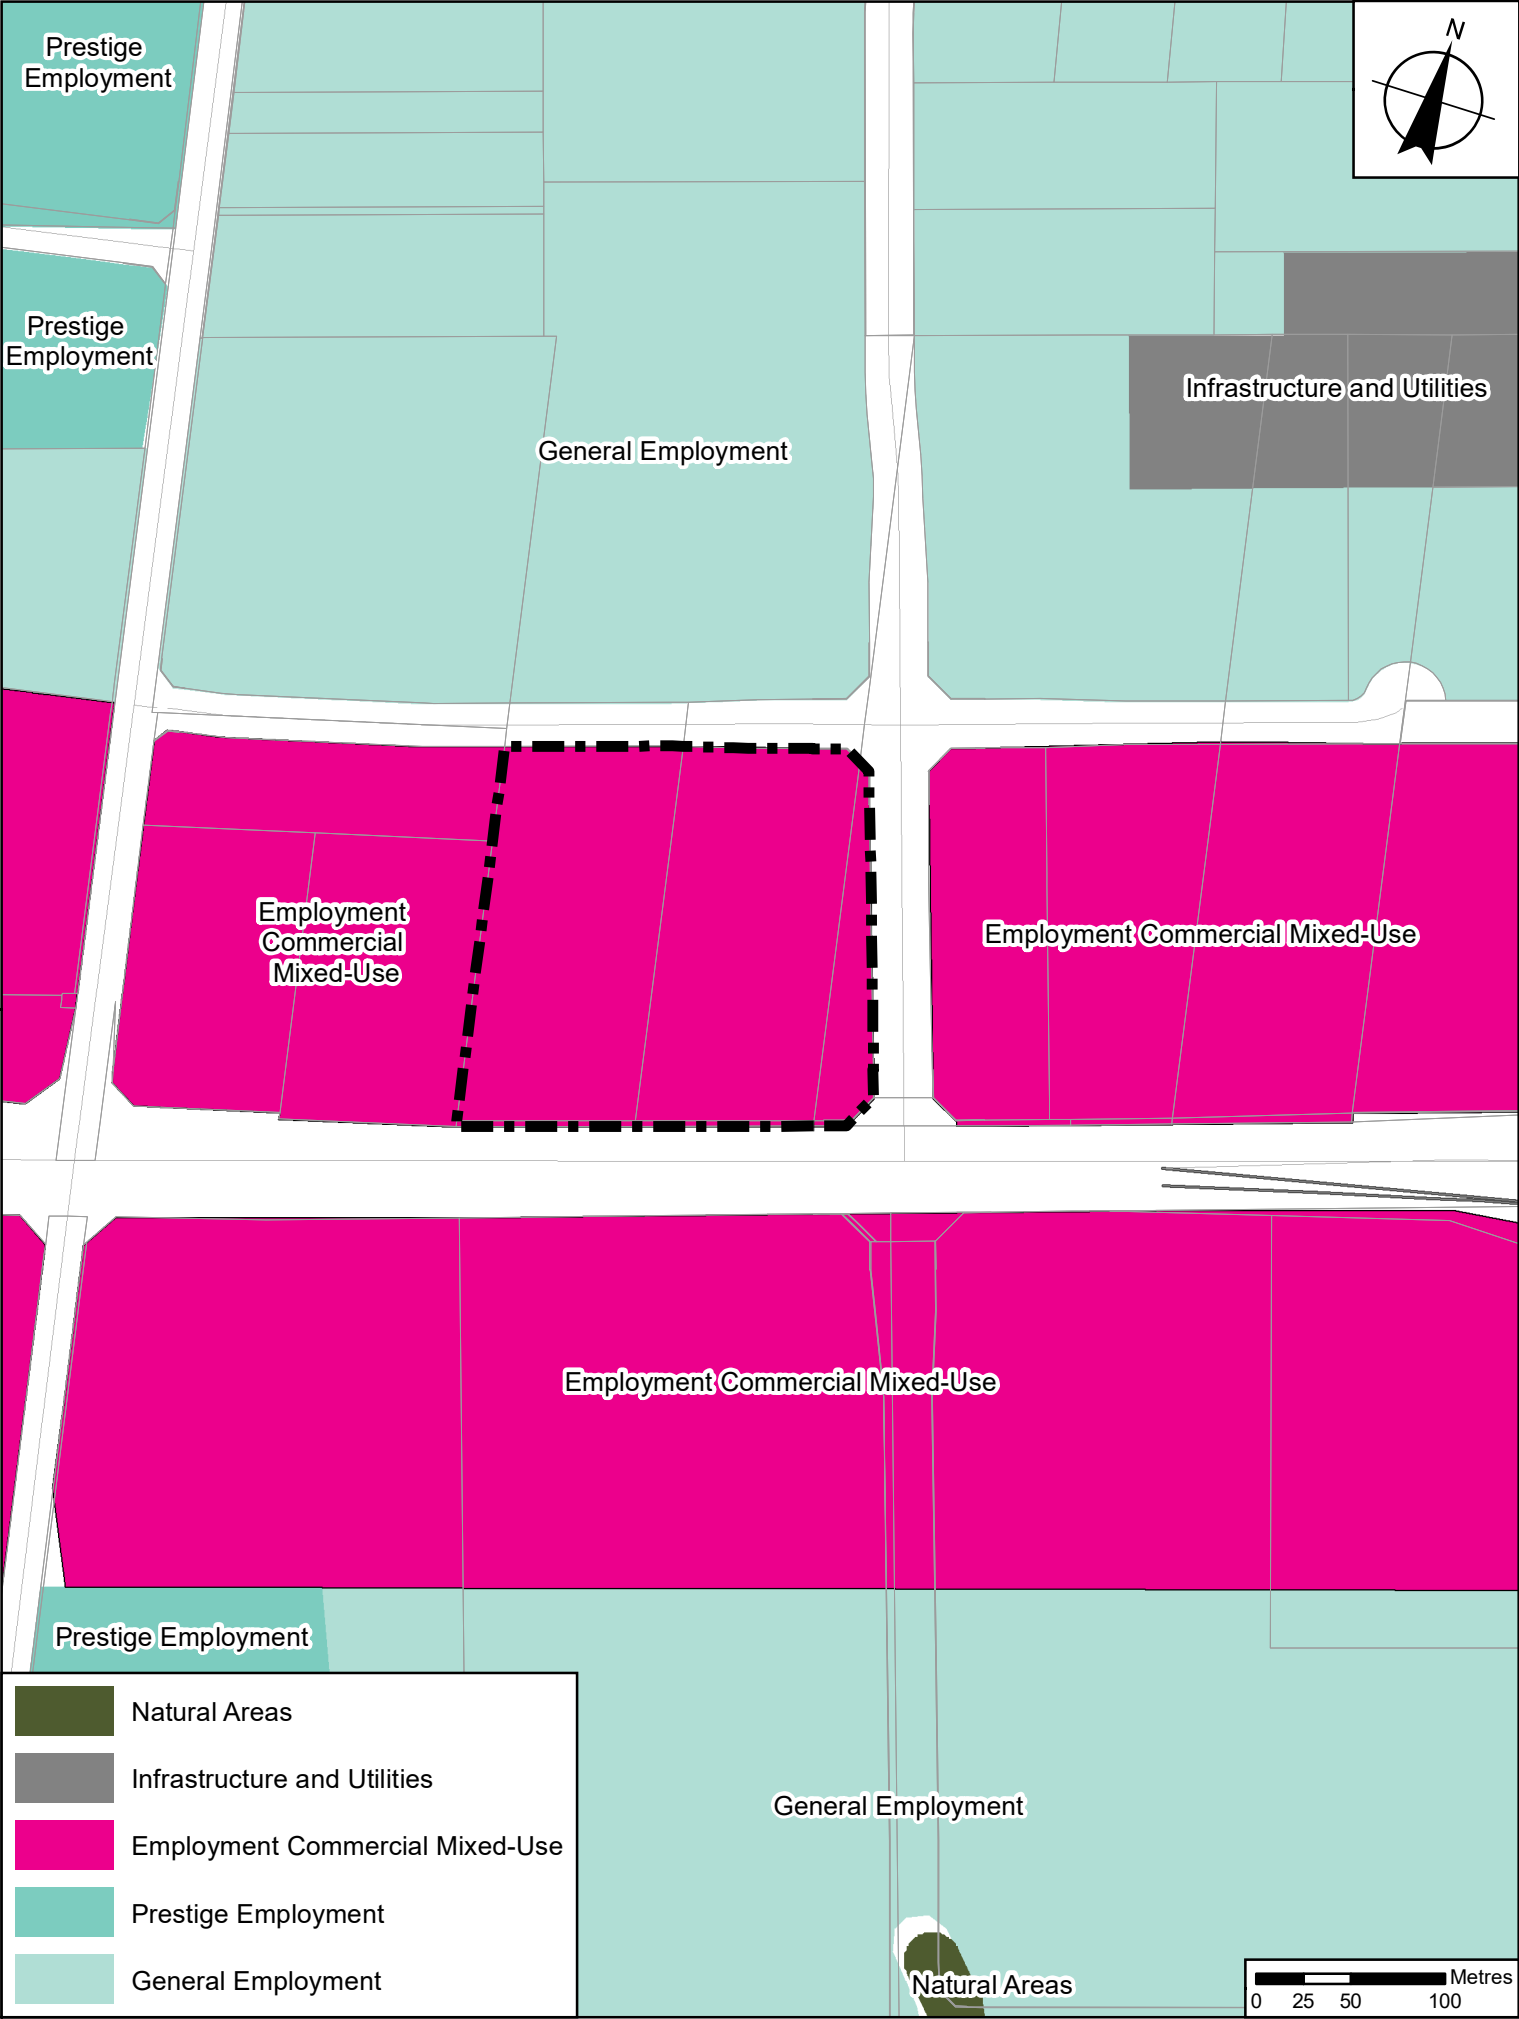 Prestige
Employment
N
Prestige
Employment
Infrastructure and Utilities
General Employment
Employment
Commercial
Mixed-Use
Employment Commercial Mixed-Use
Employment Commercial Mixed-Use
Prestige Employment
Natural Areas
Infrastructure and Utilities
Employment Commercial Mixed-Use
Prestige Employment
General Employment
General Employment
Natural Areas
Metres
0 25 50 100